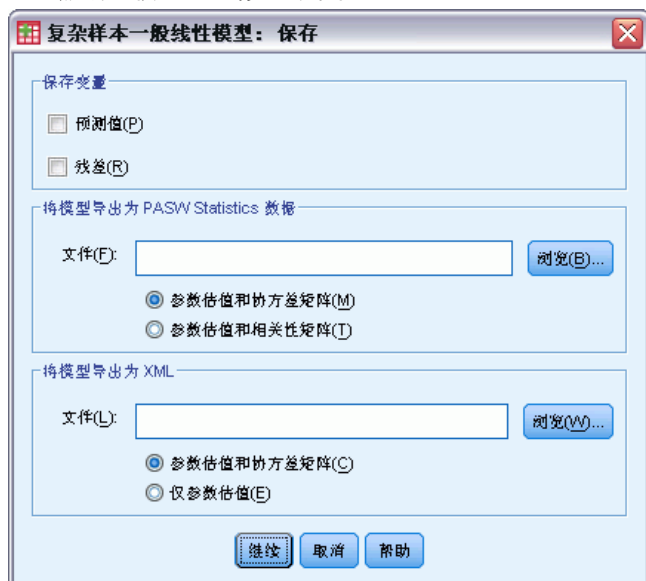 复杂样本一般线性模型: 保存
保存变量
预测值(P)
残差(R)
将模型导出为 PASW Statistics 数据
文件(F):
浏览(B)...
参数估值和协方差矩阵(M)
参数估值和相关性矩阵(T)
将模型导出为 XML
文件(L):
浏览(W)...
参数估值和协方差矩阵(C)
仅参数估值(E)
继续 取消 帮助